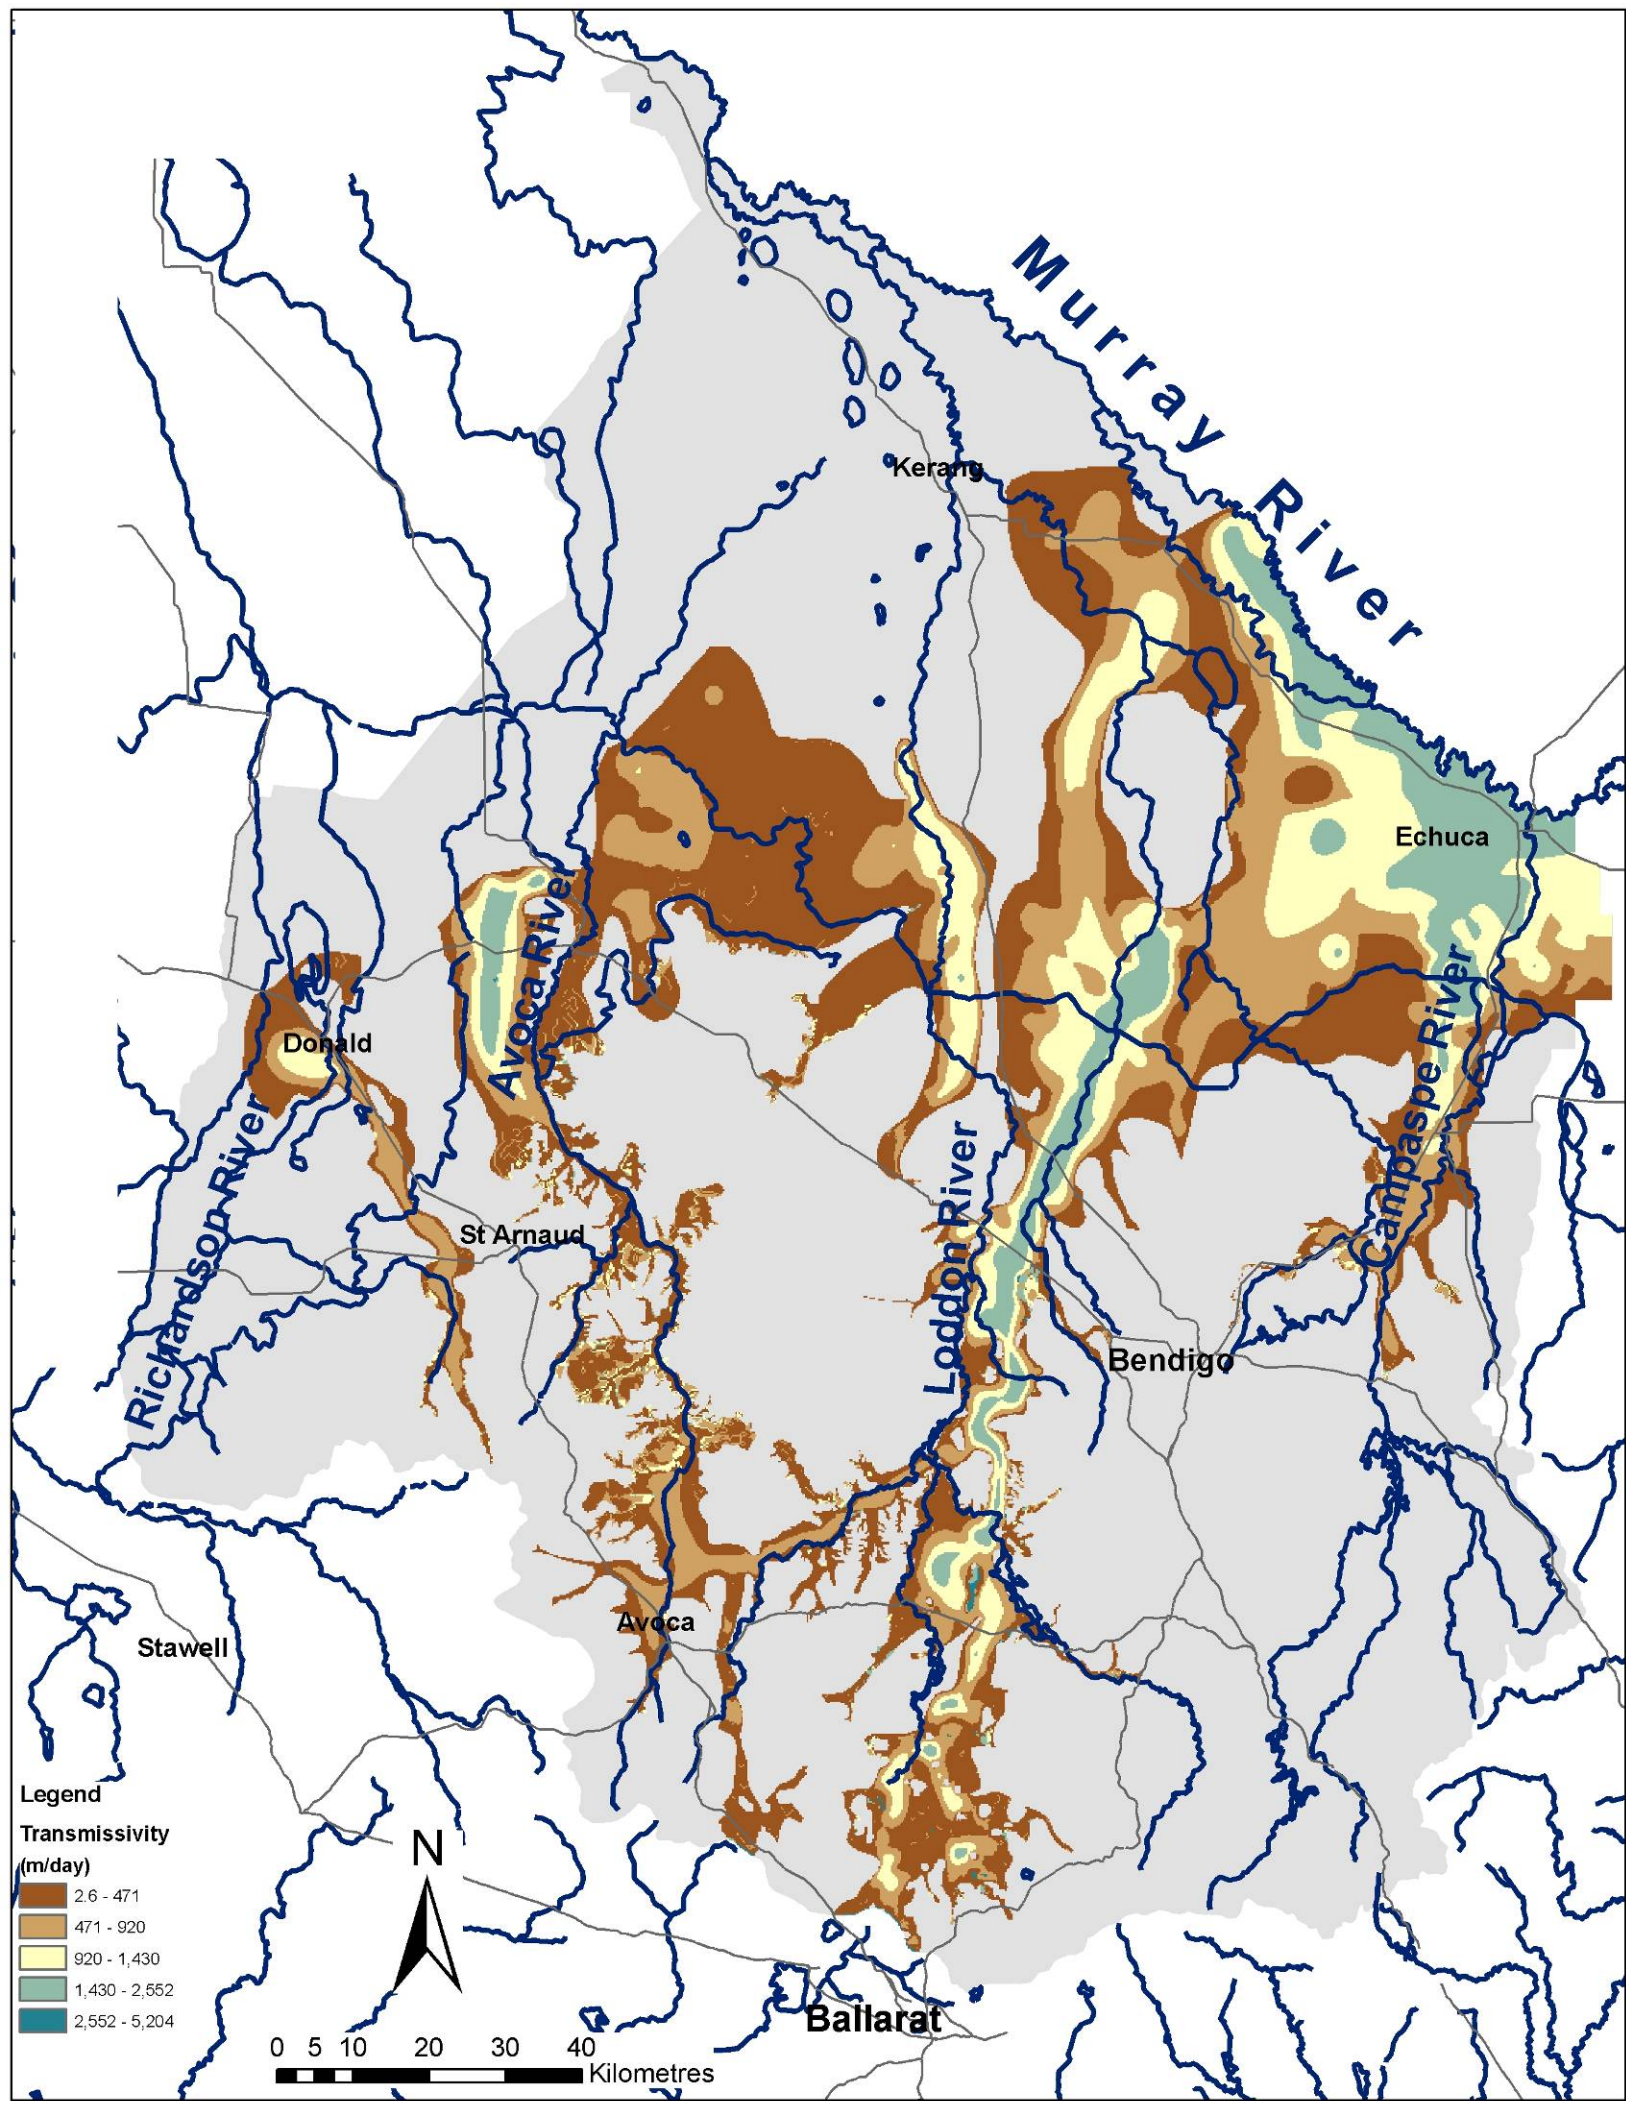 Murray River
Kerang
Echuca
Avoca River
Donald
Campaspe River
Richardson River
Loddon River
St Arnaud
Bendigo
Avoca
Stawell
Legend
Transmissivity
(m/day)
2.6 - 471
471 - 920
920 - 1,430
1,430 - 2,552
2,552 - 5,204
N
Ballarat
0 5 10 20 30 40
Kilometres